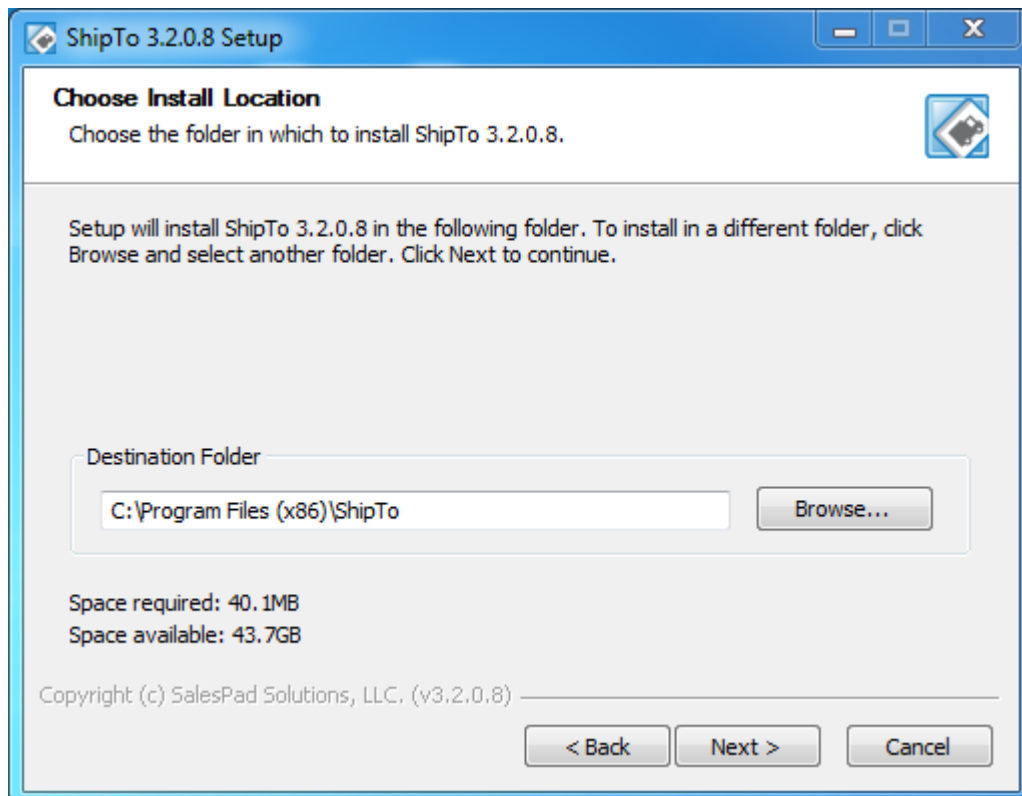 ShipTo 3.2.0.8 Setup
Choose Install Location
Choose the folder in which to install ShipTo 3.2.0.8.
Setup will install ShipTo 3.2.0.8 in the following folder. To install in a different folder, click
Browse and select another folder. Click Next to continue.
Destination Folder
C:\Program Files (x86)\ShipTo
Browse...
Space required: 40.1MB
Space available: 43.7GB
Copyright (c) SalesPad Solutions, LLC. (v3.2.0.8)
< Back
Next >
Cancel